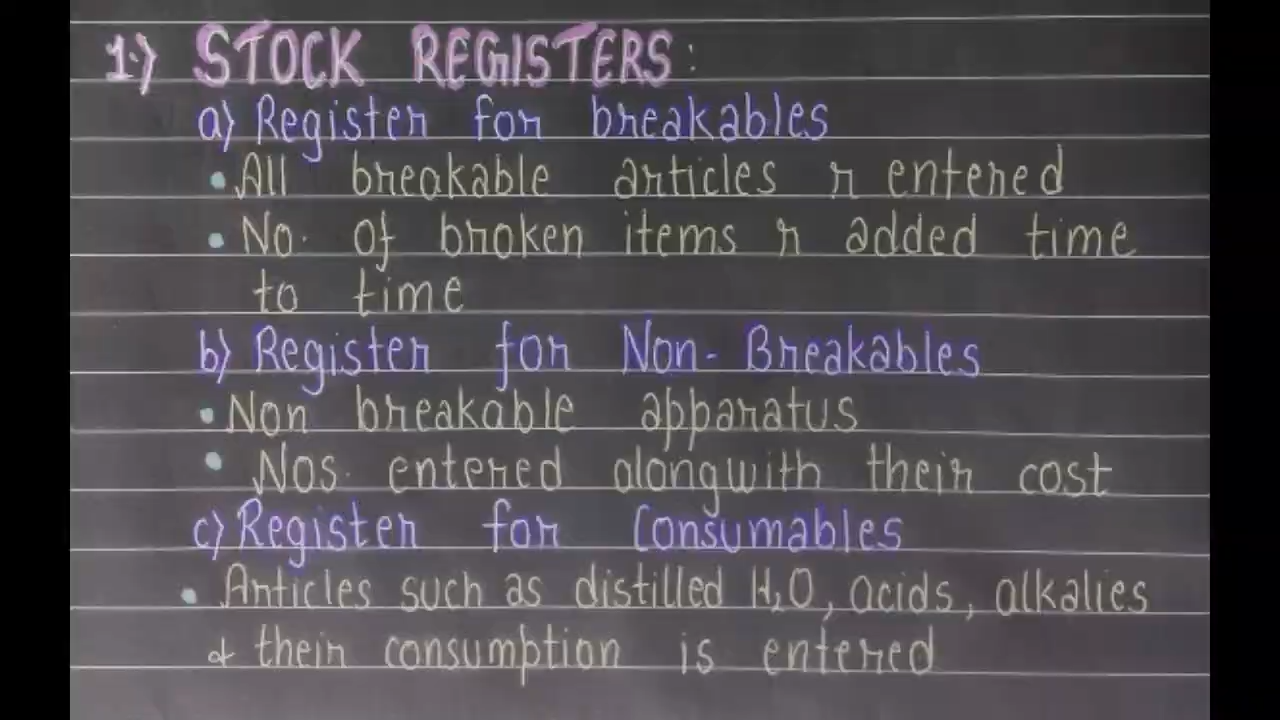 1.) STOCK REGISTERS:
a) Register for breakables
• All breakable articles r entered
• No. of broken items r added time
to time
b) Register for Non-Breakables
• Non breakable apparatus
• Nos. entered alongwith their cost
c) Register for Consumables
• Articles such as distilled H₂O, acids, alkalies
& their consumption is entered